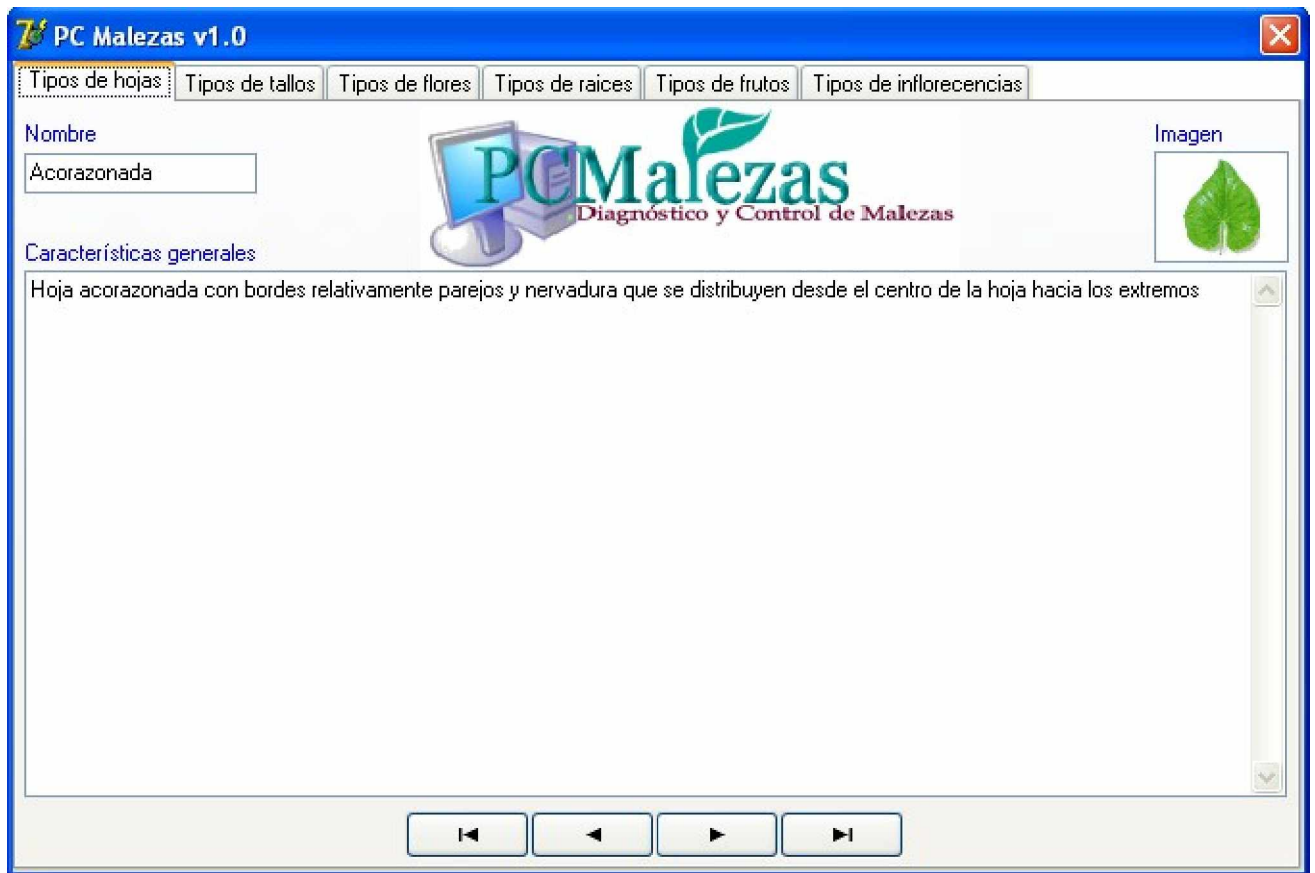 PC Malezas v1.0
Tipos de hojas Tipos de tallos Tipos de flores Tipos de raices Tipos de frutos Tipos de inflorecencias
Nombre
Acorazonada
PCMalezas
Diagnóstico y Control de Malezas
Imagen
Características generales
Hoja acorazonada con bordes relativamente parejos y nervadura que se distribuyen desde el centro de la hoja hacia los extremos